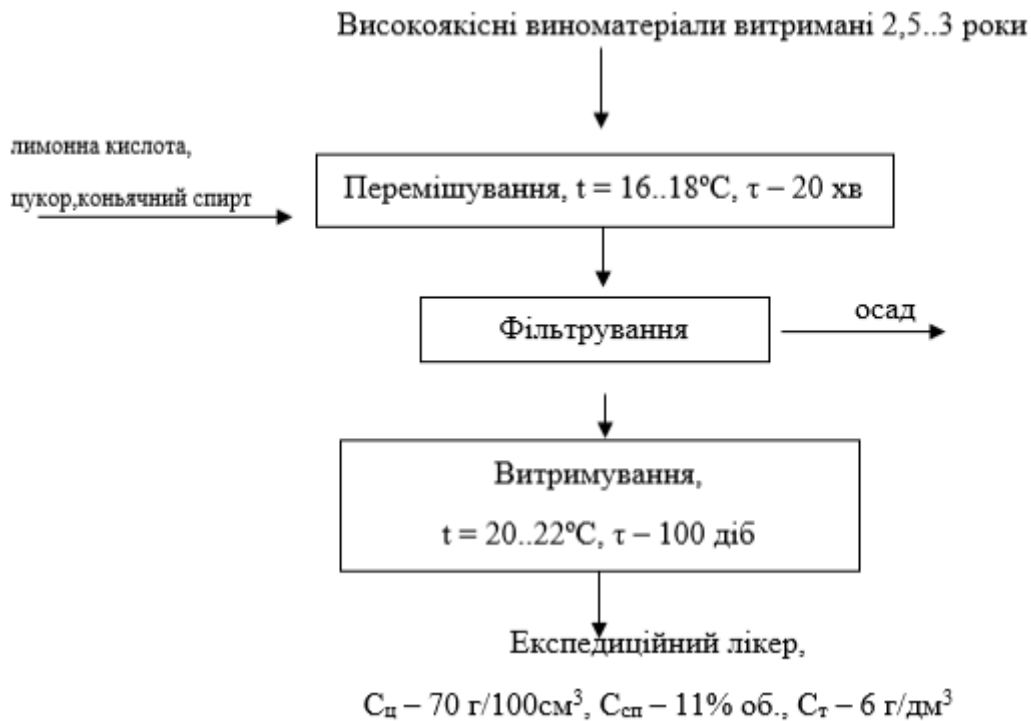 Високоякісні виноматеріали витримані 2,5..3 роки
лимонна кислота,
цукор,коньячний спирт
Перемішування, t = 16..18ºС, τ – 20 хв
Фільтрування
осад
Витримування,
t = 20..22ºС, τ – 100 діб
Експедиційний лікер,
Сц – 70 г/100см³, Ссп – 11% об., Ст – 6 г/дм³